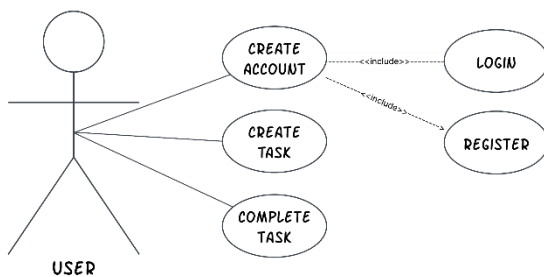 CREATE
ACCOUNT
<<include>>
LOGIN
<<include>>
CREATE
TASK
REGISTER
COMPLETE
TASK
USER